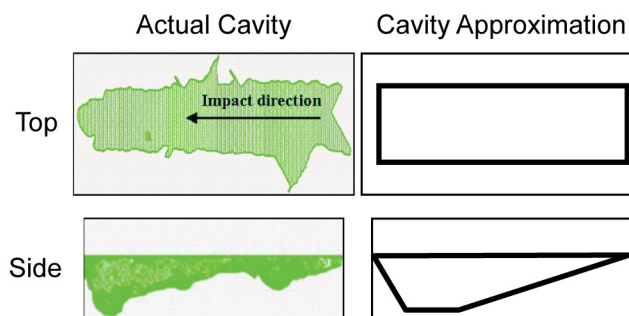 Actual Cavity
Cavity Approximation
Top
Impact direction
Side